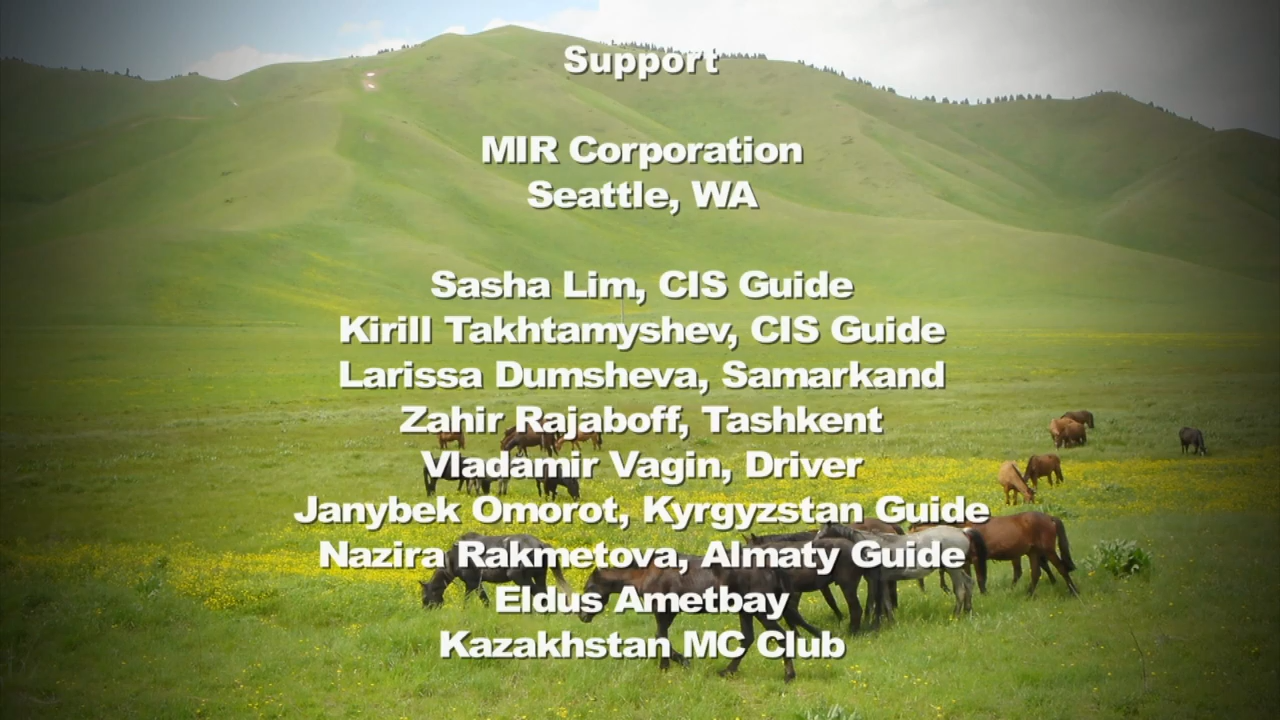 Support
MIR Corporation
Seattle, WA
Sasha Lim, CIS Guide
Kirill Takhtamyshev, CIS Guide
Larissa Dumsheva, Samarkand
Zahir Rajaboff, Tashkent
Vladamir Vagin, Driver
Janybek Omorot, Kyrgyzstan Guide
Nazira Rakmetova, Almaty Guide
Eldus Ametbay
Kazakhstan MC Club